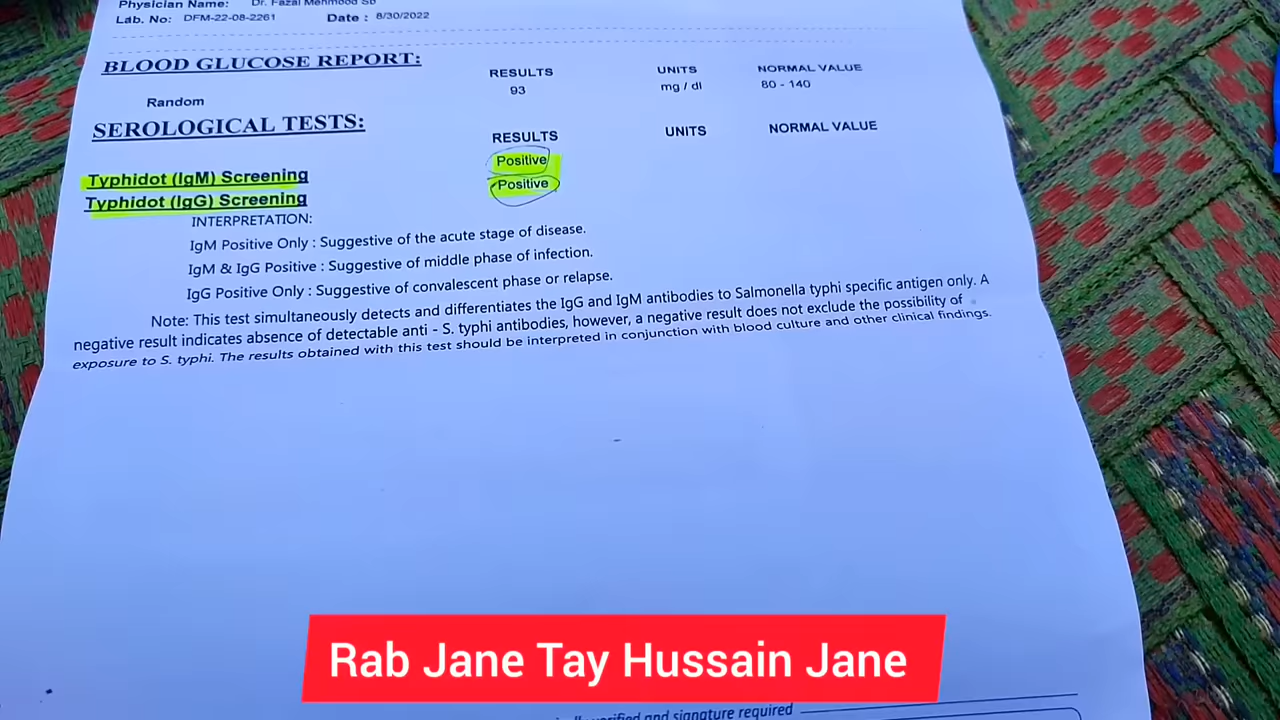 Physician Name: Dr. Fazal Mehmood Sb
Lab. No: DFM-22-08-2261 Date : 8/30/2022
BLOOD GLUCOSE REPORT:
RESULTS UNITS NORMAL VALUE
Random 93 mg / dl 80 - 140
SEROLOGICAL TESTS:
RESULTS UNITS NORMAL VALUE
Typhidot (IgM) Screening Positive
Typhidot (IgG) Screening Positive
INTERPRETATION:
IgM Positive Only : Suggestive of the acute stage of disease.
IgM & IgG Positive : Suggestive of middle phase of infection.
IgG Positive Only : Suggestive of convalescent phase or relapse.
Note: This test simultaneously detects and differentiates the IgG and IgM antibodies to Salmonella typhi specific antigen only. A
negative result indicates absence of detectable anti - S. typhi antibodies, however, a negative result does not exclude the possibility of
exposure to S. typhi. The results obtained with this test should be interpreted in conjunction with blood culture and other clinical findings.
Rab Jane Tay Hussain Jane
verified and signature required